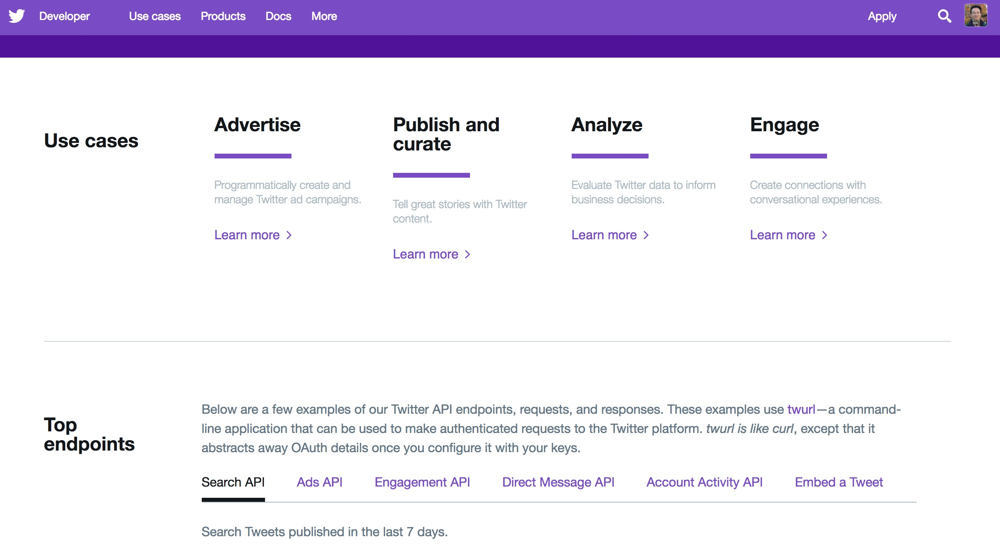 Developer
Use cases
Products
Docs
More
Apply
Use cases
Advertise
Programmatically create and
manage Twitter ad campaigns.
Learn more
Publish and
curate
Tell great stories with Twitter
content.
Learn more
Analyze
Evaluate Twitter data to inform
business decisions.
Learn more
Engage
Create connections with
conversational experiences.
Learn more
Top
endpoints
Below are a few examples of our Twitter API endpoints, requests, and responses. These examples use twurl—a command-
line application that can be used to make authenticated requests to the Twitter platform. twurl is like curl, except that it
abstracts away OAuth details once you configure it with your keys.
Search API
Ads API
Engagement API
Direct Message API
Account Activity API
Embed a Tweet
Search Tweets published in the last 7 days.